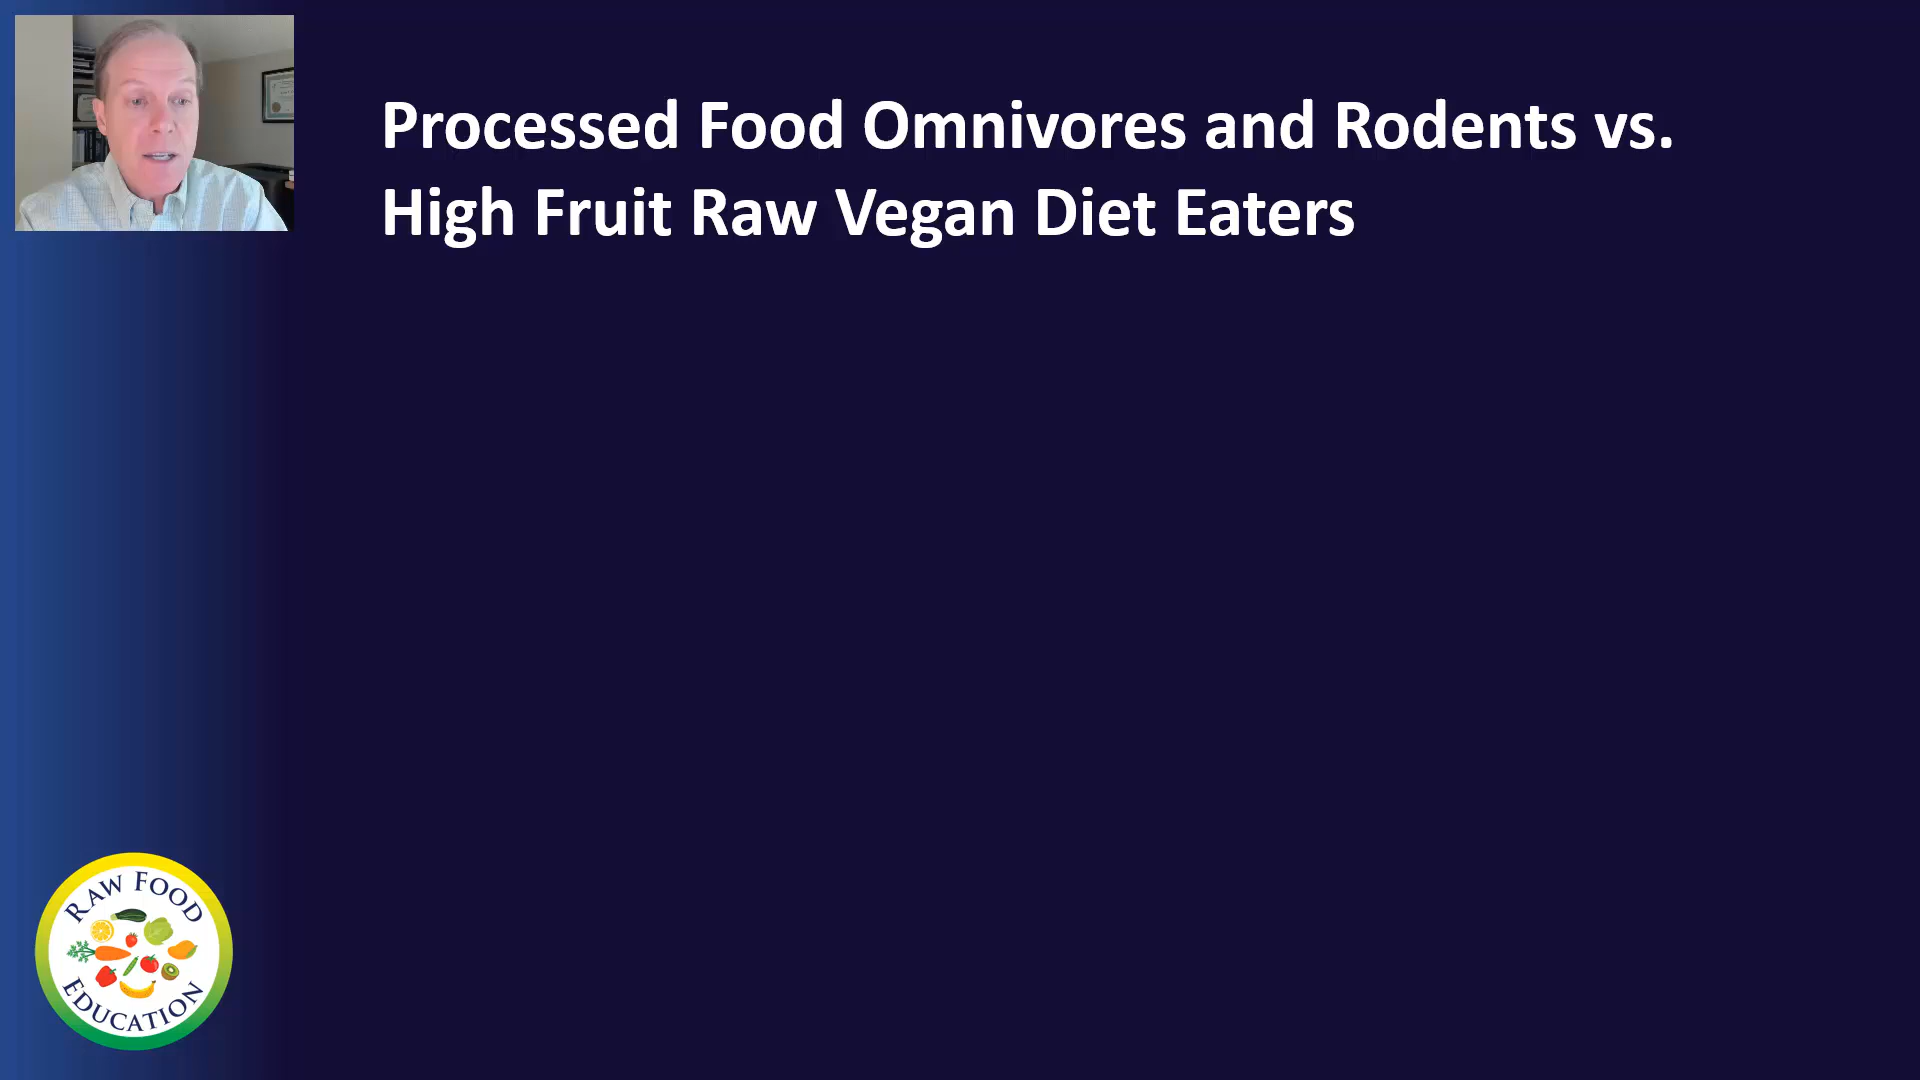 Processed Food Omnivores and Rodents vs.
High Fruit Raw Vegan Diet Eaters
RAW FOOD
EDUCATION